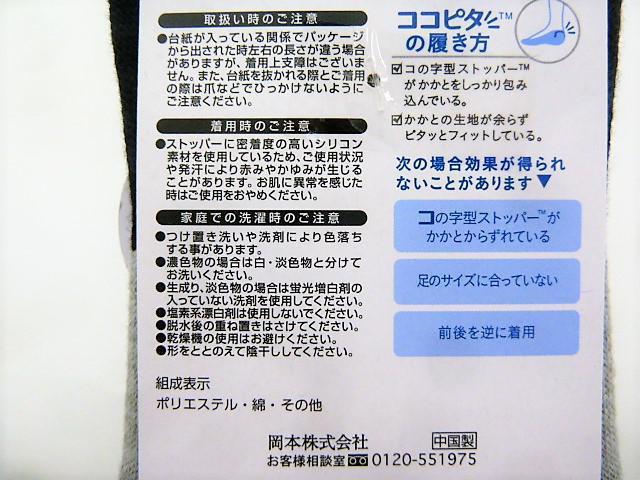 取扱い時のご注意
●台紙が入っている関係でパッケージ
から出された時左右の長さが違う場合
がありますが、着用上支障はございま
せん。また、台紙を抜かれる際とご着用
の際は爪などでひっかけないように
ご注意ください。
着用時のご注意
●ストッパーに密着度の高いシリコン
素材を使用しているため、ご使用状況
や発汗により赤みやかゆみが生じる
ことがあります。お肌に異常を感じた
時はご使用をおやめください。
家庭での洗濯時のご注意
●つけ置き洗いや洗剤により色落ち
する事があります。
●濃色物の場合は白・淡色物と分けて
お洗いください。
●生成り、淡色物の場合は蛍光増白剤の
入っていない洗剤を使用してください。
●塩素系漂白剤は使用しないでください。
●脱水後の重ね置きはさけてください。
●乾燥機の使用はお避けください。
●形をととのえて陰干ししてください。
組成表示
ポリエステル・綿・その他
ココピタッ™
の履き方
☑コの字型ストッパー™
がかかとをしっかり包み
込んでいる。
☑かかとの生地が余らず
ピタッとフィットしている。
次の場合効果が得られ
ないことがあります▼
コの字型ストッパー™が
かかとからずれている
足のサイズに合っていない
前後を逆に着用
岡本株式会社 中国製
お客様相談室 0120-551975